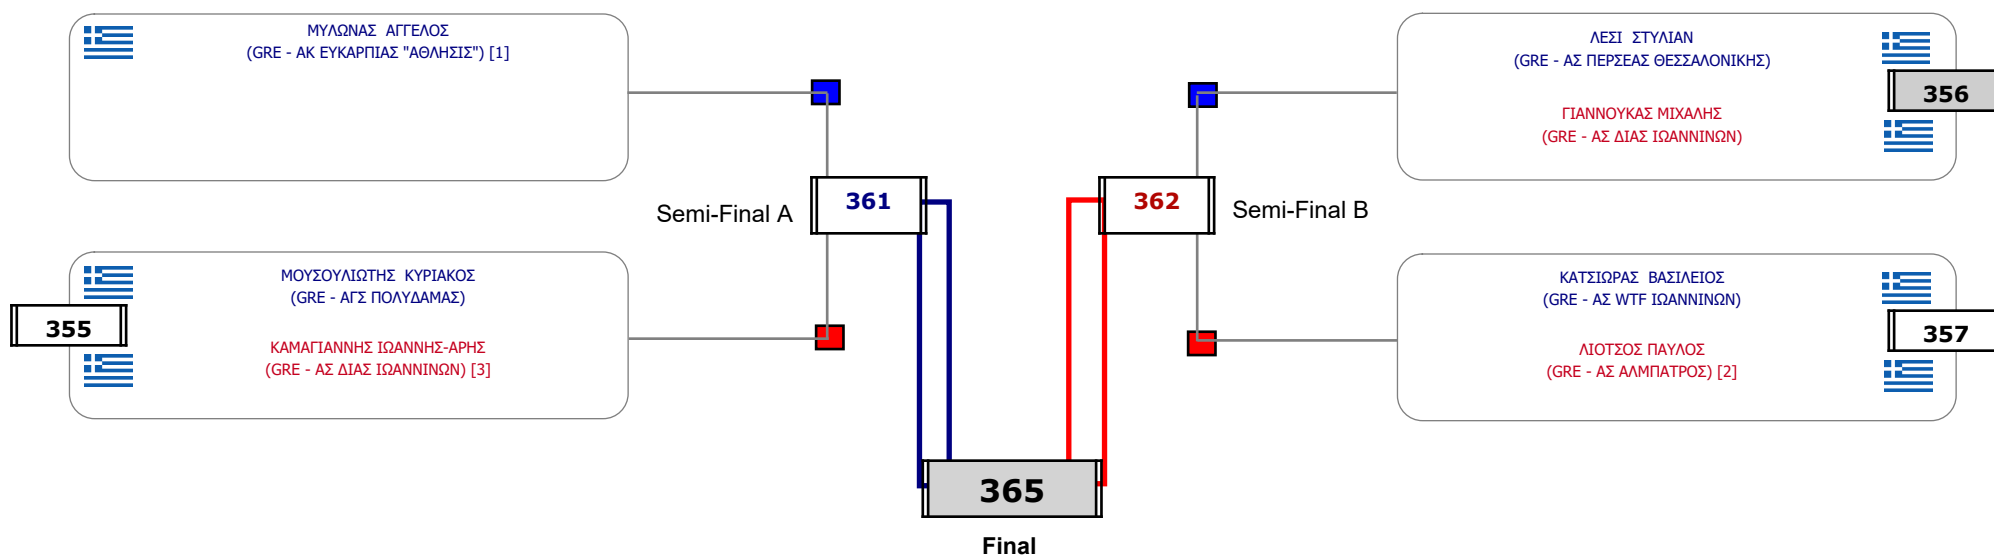 ΜΥΛΩΝΑΣ ΑΓΓΕΛΟΣ
(GRE - ΑΚ ΕΥΚΑΡΠΙΑΣ "ΑΘΛΗΣΙΣ") [1]
ΛΕΣΙ ΣΤΥΛΙΑΝ
(GRE - ΑΣ ΠΕΡΣΕΑΣ ΘΕΣΣΑΛΟΝΙΚΗΣ)
356
ΓΙΑΝΝΟΥΚΑΣ ΜΙΧΑΛΗΣ
(GRE - ΑΣ ΔΙΑΣ ΙΩΑΝΝΙΝΩΝ)
Semi-Final A
361
362
Semi-Final B
ΜΟΥΣΟΥΛΙΩΤΗΣ ΚΥΡΙΑΚΟΣ
(GRE - ΑΓΣ ΠΟΛΥΔΑΜΑΣ)
355
ΚΑΜΑΓΙΑΝΝΗΣ ΙΩΑΝΝΗΣ-ΑΡΗΣ
(GRE - ΑΣ ΔΙΑΣ ΙΩΑΝΝΙΝΩΝ) [3]
ΚΑΤΣΙΩΡΑΣ ΒΑΣΙΛΕΙΟΣ
(GRE - ΑΣ WTF ΙΩΑΝΝΙΝΩΝ)
357
ΛΙΟΤΣΟΣ ΠΑΥΛΟΣ
(GRE - ΑΣ ΑΛΜΠΑΤΡΟΣ) [2]
365
Final